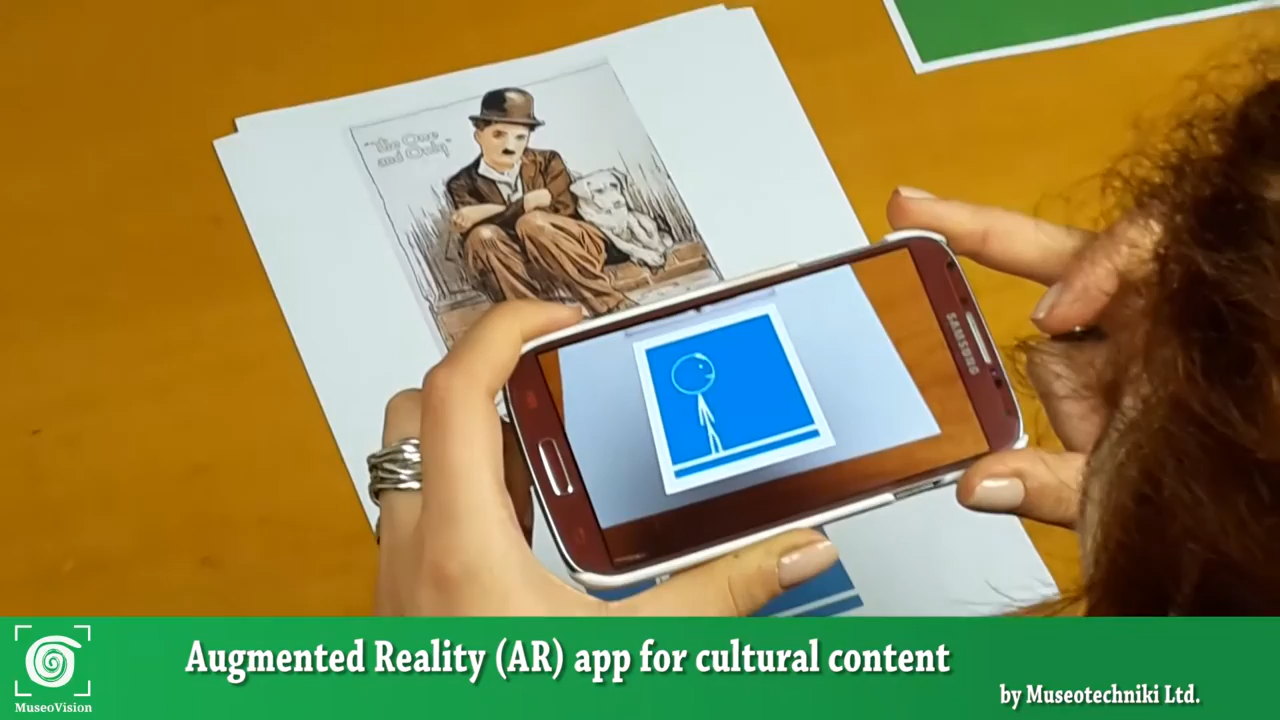 "The One
and Only"
SAMSUNG
Augmented Reality (AR) app for cultural content
by Museotechniki Ltd.
MuseoVision